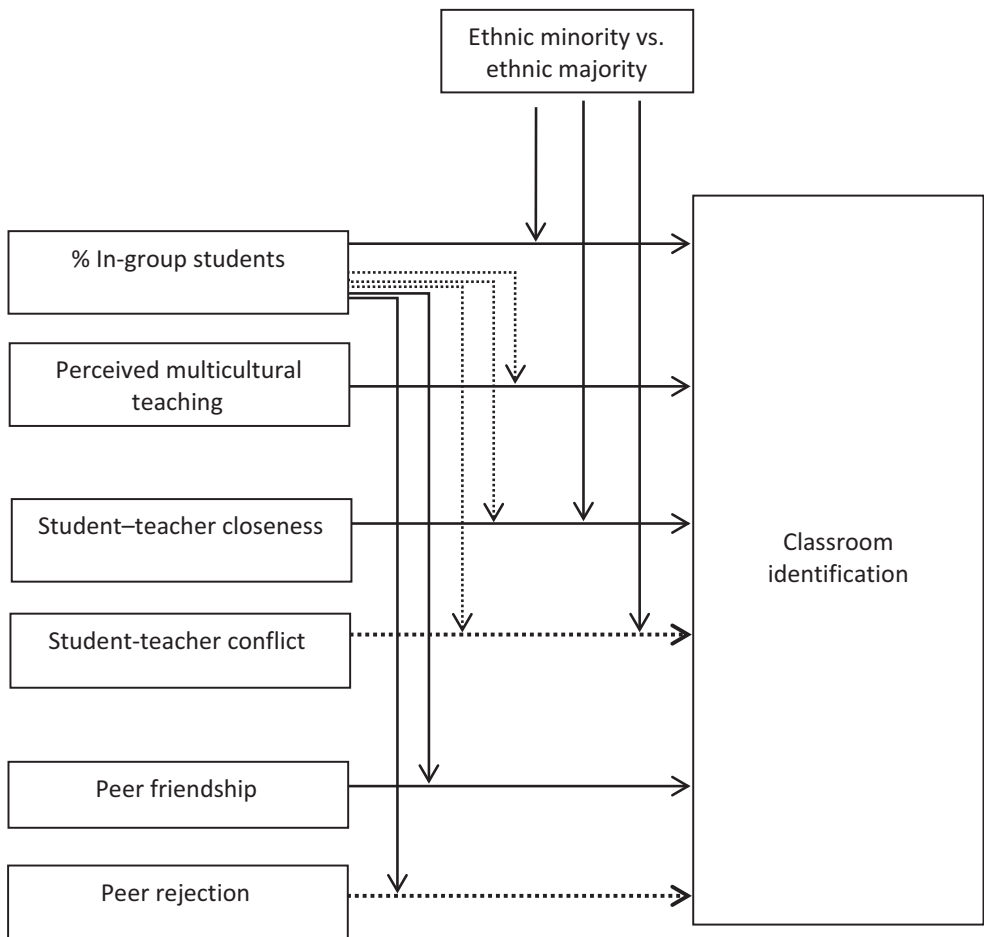 Ethnic minority vs.
ethnic majority
% In-group students
Perceived multicultural
teaching
Student–teacher closeness
Student-teacher conflict
Peer friendship
Peer rejection
Classroom
identification